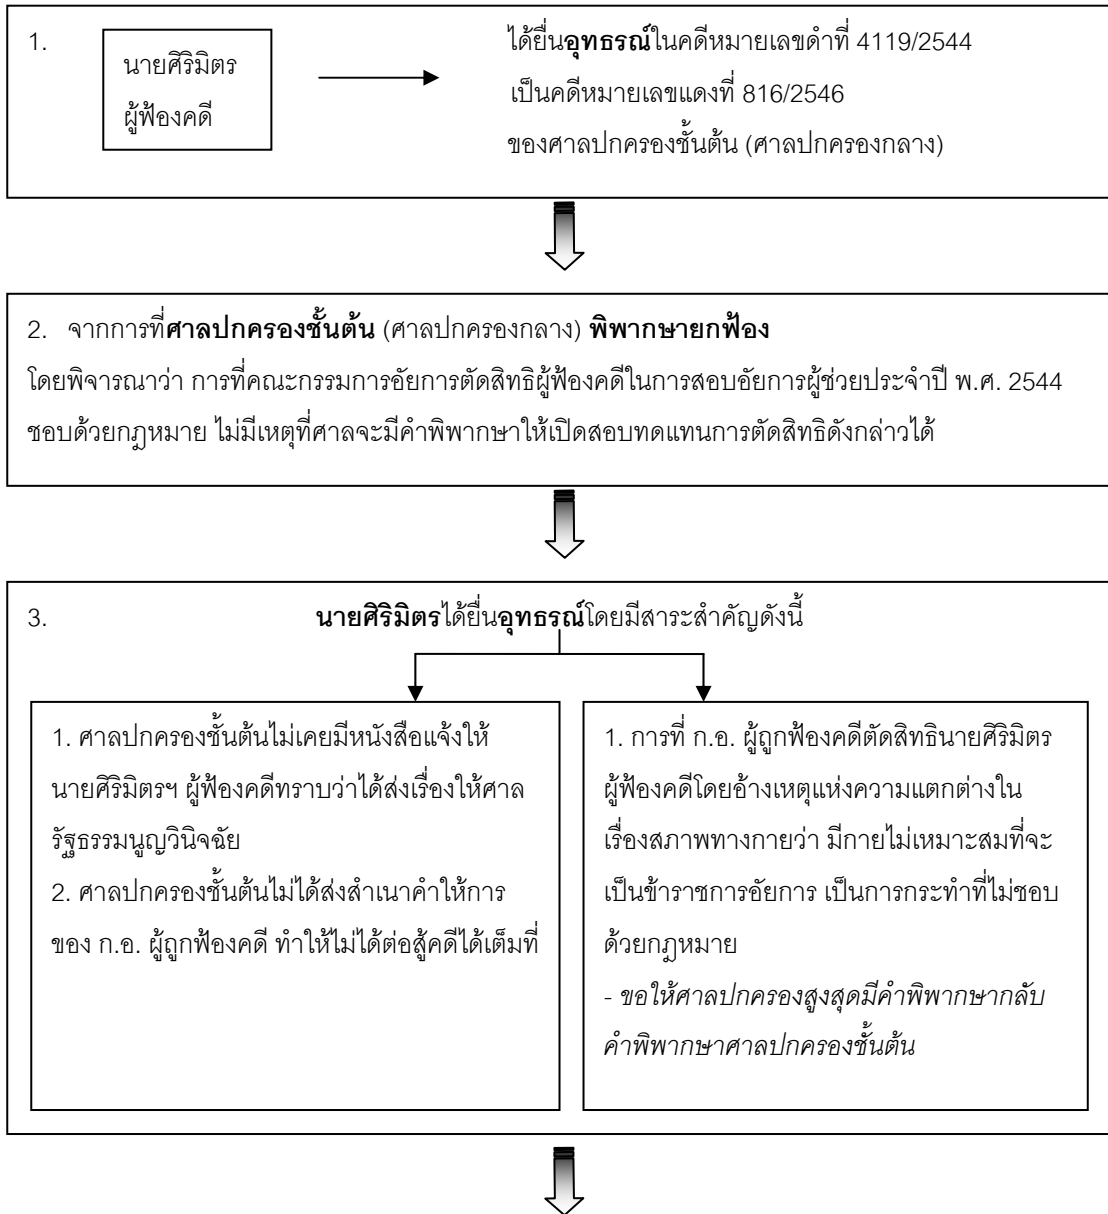 1.
นายศิริมิตร
ผู้ฟ้องคดี
ได้ยื่นอุทธรณ์ในคดีหมายเลขดำที่ 4119/2544
เป็นคดีหมายเลขแดงที่ 816/2546
ของศาลปกครองชั้นต้น (ศาลปกครองกลาง)
2. จากการที่ศาลปกครองชั้นต้น (ศาลปกครองกลาง) พิพากษายกฟ้อง
โดยพิจารณาว่า การที่คณะกรรมการอัยการตัดสิทธิผู้ฟ้องคดีในการสอบอัยการผู้ช่วยประจำปี พ.ศ. 2544
ชอบด้วยกฎหมาย ไม่มีเหตุที่ศาลจะมีคำพิพากษาให้เปิดสอบทดแทนการตัดสิทธิดังกล่าวได้
3. นายศิริมิตรได้ยื่นอุทธรณ์โดยมีสาระสำคัญดังนี้
1. ศาลปกครองชั้นต้นไม่เคยมีหนังสือแจ้งให้
นายศิริมิตรฯ ผู้ฟ้องคดีทราบว่าได้ส่งเรื่องให้ศาล
รัฐธรรมนูญวินิจฉัย
2. ศาลปกครองชั้นต้นไม่ได้ส่งสำเนาคำให้การ
ของ ก.อ. ผู้ถูกฟ้องคดี ทำให้ไม่ได้ต่อสู้คดีได้เต็มที่
1. การที่ ก.อ. ผู้ถูกฟ้องคดีตัดสิทธินายศิริมิตร
ผู้ฟ้องคดีโดยอ้างเหตุแห่งความแตกต่างใน
เรื่องสภาพทางกายว่า มีกายไม่เหมาะสมที่จะ
เป็นข้าราชการอัยการ เป็นการกระทำที่ไม่ชอบ
ด้วยกฎหมาย
- ขอให้ศาลปกครองสูงสุดมีคำพิพากษากลับ
คำพิพากษาศาลปกครองชั้นต้น